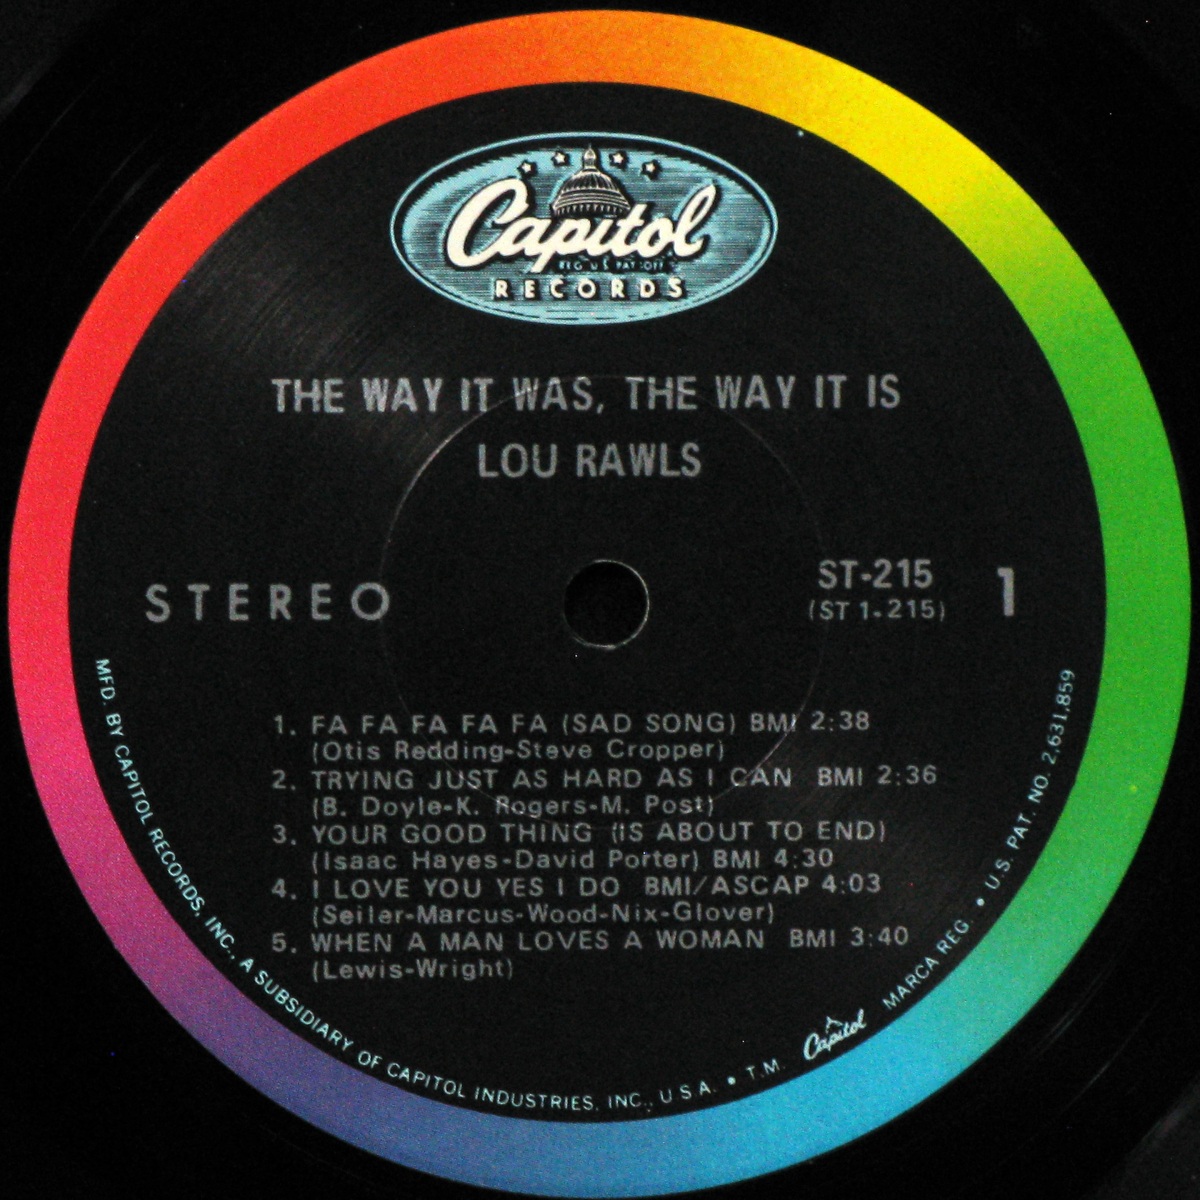 Capitol
REG. U.S. PAT. OFF.
RECORDS
THE WAY IT WAS, THE WAY IT IS
LOU RAWLS
STEREO
ST-215
(ST 1-215)
1
1. FA FA FA FA FA (SAD SONG) BMI 2:38
(Otis Redding-Steve Cropper)
2. TRYING JUST AS HARD AS I CAN BMI 2:36
(B. Doyle-K. Rogers-M. Post)
3. YOUR GOOD THING (IS ABOUT TO END)
(Isaac Hayes-David Porter) BMI 4:30
4. I LOVE YOU YES I DO BMI/ASCAP 4:03
(Seiler-Marcus-Wood-Nix-Glover)
5. WHEN A MAN LOVES A WOMAN BMI 3:40
(Lewis-Wright)
MFD. BY CAPITOL RECORDS, INC., A SUBSIDIARY OF CAPITOL INDUSTRIES, INC., U.S.A. • T.M. Capitol MARCA REG. • U.S. PAT. NO. 2,631,859